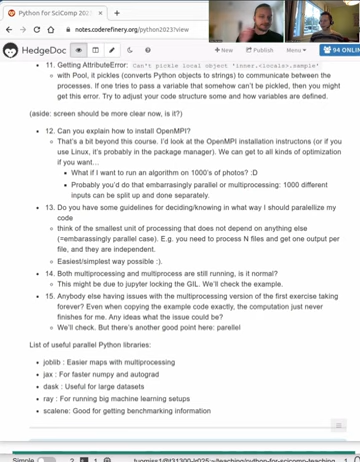 Python for SciComp 202
notes.coderefinery.org/python2023?view
HedgeDoc
+ New
Publish
Menu
94 ONLIN
11. Getting AttributeError: Can't pickle local object 'inner.<locals>.sample'
with Pool, it pickles (converts Python objects to strings) to communicate between the
processes. If one tries to pass a variable that somehow can't be pickled, then you might
get this error. Try to adjust your code structure some and how variables are defined.
(aside: screen should be more clear now, is it?)
12. Can you explain how to install OpenMPI?
That's a bit beyond this course. I'd look at the OpenMPI installation instructons (or if you
use Linux, it's probably in the package manager). We can get to all kinds of optimization
if you want...
What if I want to run an algorithm on 1000's of photos? :D
Probably you'd do that embarrasingly parallel or multiprocessing: 1000 different
inputs can be split up and done separately.
13. Do you have some guidelines for deciding/knowing in what way I should paralellize my
code
think of the smallest unit of processing that does not depend on anything else
(=embarassingly parallel case). E.g. you need to process N files and get one output per
file, and they are independent.
Easiest/simplest way possible :).
14. Both multiprocessing and multiprocess are still running, is it normal?
This might be due to jupyter locking the GIL. We'll check the example.
15. Anybody else having issues with the multiprocessing version of the first exercise taking
forever? Even when copying the example code exactly, the computation just never
finishes for me. Any ideas what the issue could be?
We'll check. But there's another good point here: parellel
List of useful parallel Python libraries:
joblib : Easier maps with multiprocessing
jax : For faster numpy and autograd
dask : Useful for large datasets
ray : For running big machine learning setups
scalene: Good for getting benchmarking information
Simple